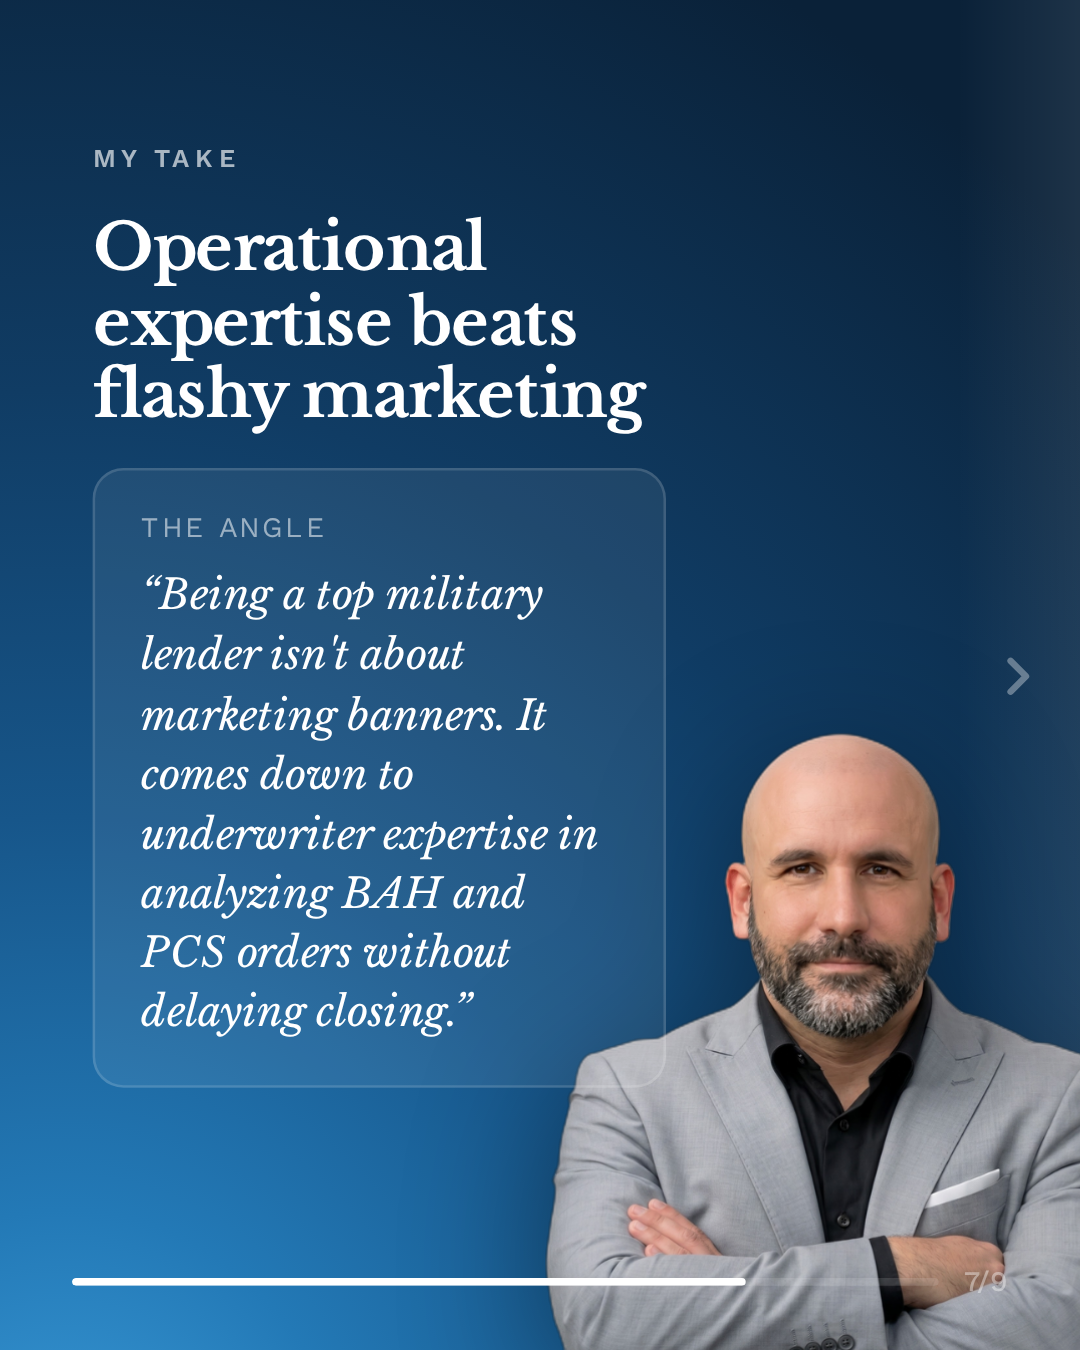 MY TAKE
Operational
expertise beats
flashy marketing
THE ANGLE
“Being a top military
lender isn't about
marketing banners. It
comes down to
underwriter expertise in
analyzing BAH and
PCS orders without
delaying closing.”
7/9